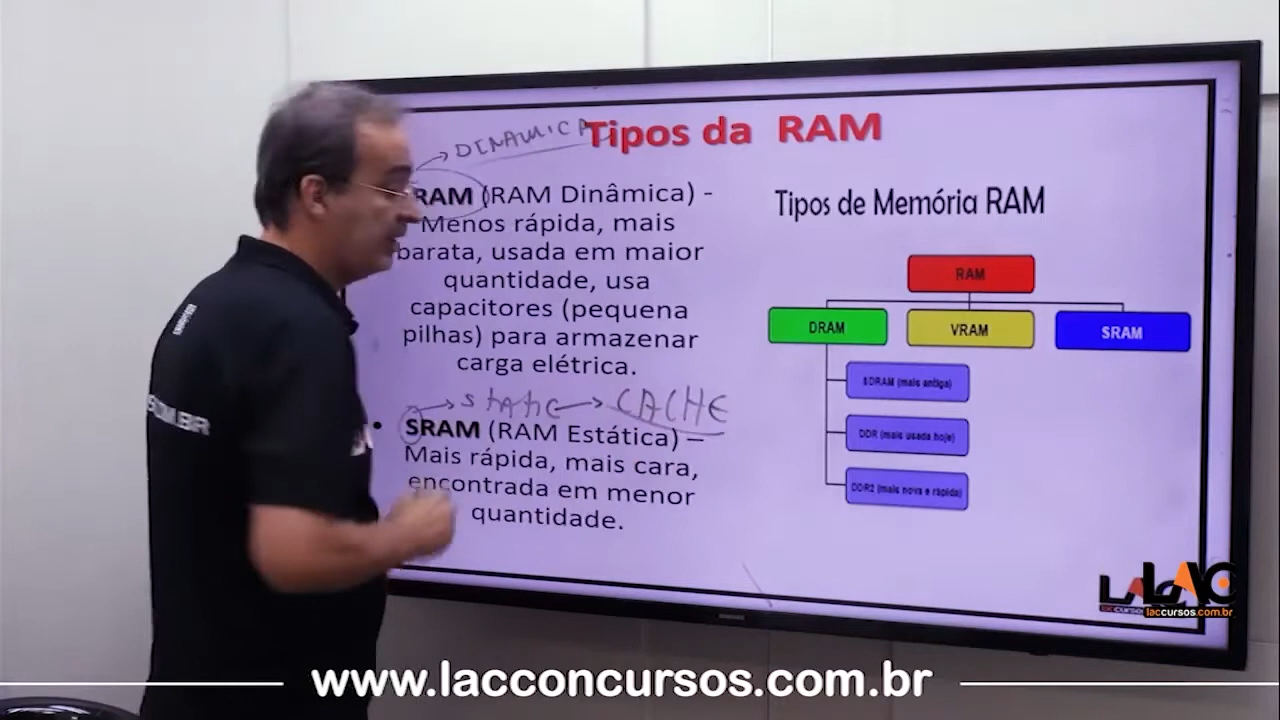 Tipos da RAM
DINAMICA
RAM (RAM Dinâmica) -
Menos rápida, mais
barata, usada em maior
quantidade, usa
capacitores (pequena
pilhas) para armazenar
carga elétrica.
STATIC CACHE
• SRAM (RAM Estática) –
Mais rápida, mais cara,
encontrada em menor
quantidade.
Tipos de Memória RAM
RAM
DRAM
VRAM
SRAM
SDRAM (mais antiga)
DDR (mais usada hoje)
DDR2 (mais nova e rápida)
LAC
laccursos.com.br
www.lacconcursos.com.br